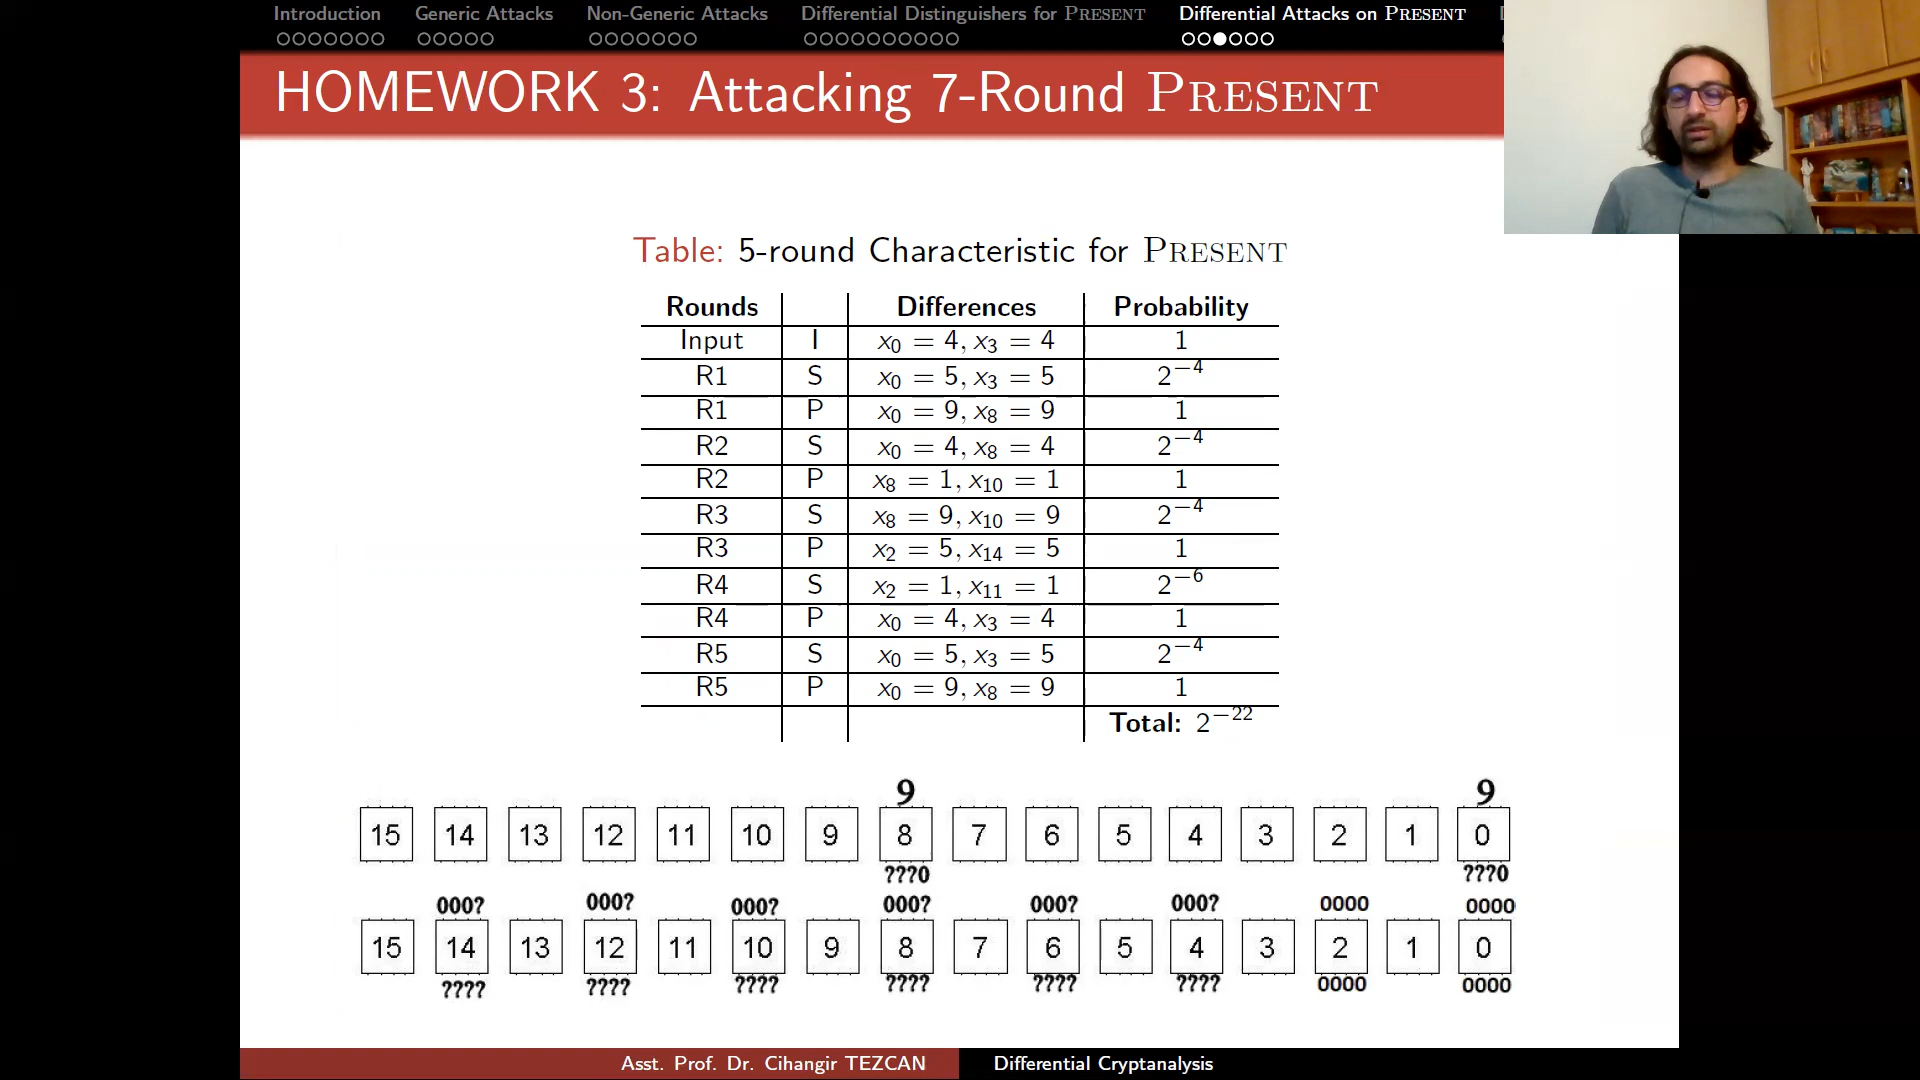 Introduction Generic Attacks Non-Generic Attacks Differential Distinguishers for PRESENT Differential Attacks on PRESENT
HOMEWORK 3: Attacking 7-Round PRESENT
Table: 5-round Characteristic for PRESENT
Rounds Differences Probability
Input I x₀ = 4, x₃ = 4 1
R1 S x₀ = 5, x₃ = 5 2⁻⁴
R1 P x₀ = 9, x₈ = 9 1
R2 S x₀ = 4, x₈ = 4 2⁻⁴
R2 P x₈ = 1, x₁₀ = 1 1
R3 S x₈ = 9, x₁₀ = 9 2⁻⁴
R3 P x₂ = 5, x₁₄ = 5 1
R4 S x₂ = 1, x₁₁ = 1 2⁻⁶
R4 P x₀ = 4, x₃ = 4 1
R5 S x₀ = 5, x₃ = 5 2⁻⁴
R5 P x₀ = 9, x₈ = 9 1
Total: 2⁻²²
9 9
15 14 13 12 11 10 9 8 7 6 5 4 3 2 1 0
???0 ???0
000? 000? 000? 000? 000? 000? 0000 0000
15 14 13 12 11 10 9 8 7 6 5 4 3 2 1 0
???? ???? ???? ???? ???? ???? 0000 0000
Asst. Prof. Dr. Cihangir TEZCAN Differential Cryptanalysis